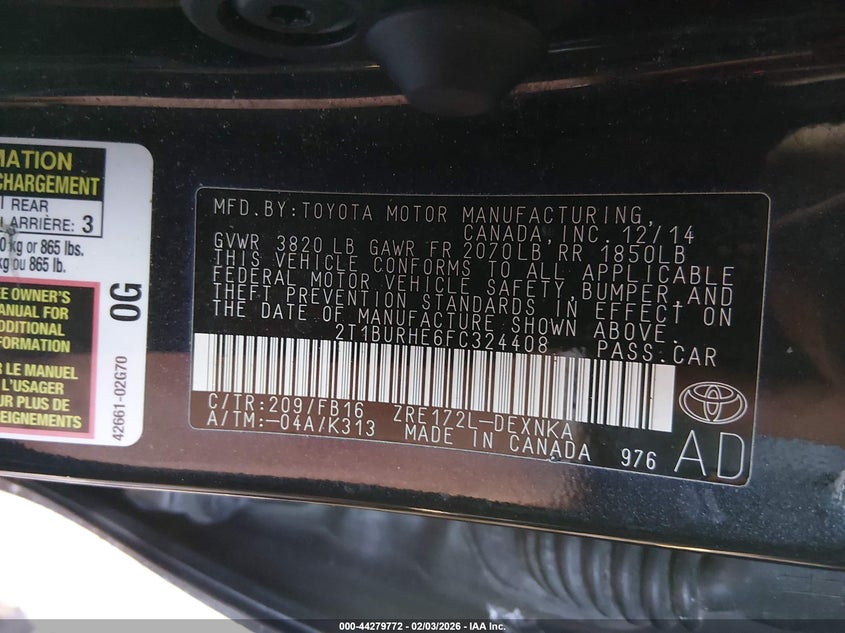 MATION
CHARGEMENT
REAR
ARRIÈRE: 3
0 kg or 865 lbs.
kg ou 865 lb.
E OWNER'S
ANUAL FOR
DDITIONAL
FORMATION
R LE MANUEL
L'USAGER
R PLUS DE
SEIGNEMENTS
42661-02G70
0G
MFD.BY:TOYOTA MOTOR MANUFACTURING,
CANADA,INC. 12/14
GVWR 3820 LB GAWR FR 2070LB RR 1850LB
THIS VEHICLE CONFORMS TO ALL APPLICABLE
FEDERAL MOTOR VEHICLE SAFETY,BUMPER,AND
THEFT PREVENTION STANDARDS IN EFFECT ON
THE DATE OF MANUFACTURE SHOWN ABOVE.
2T1BURHE6FC324408 PASS.CAR
C/TR:209/FB16 ZRE172L-DEXNKA
A/TM:-04A/K313 MADE IN CANADA 976
AD
000-44279772 - 02/03/2026 - IAA Inc.